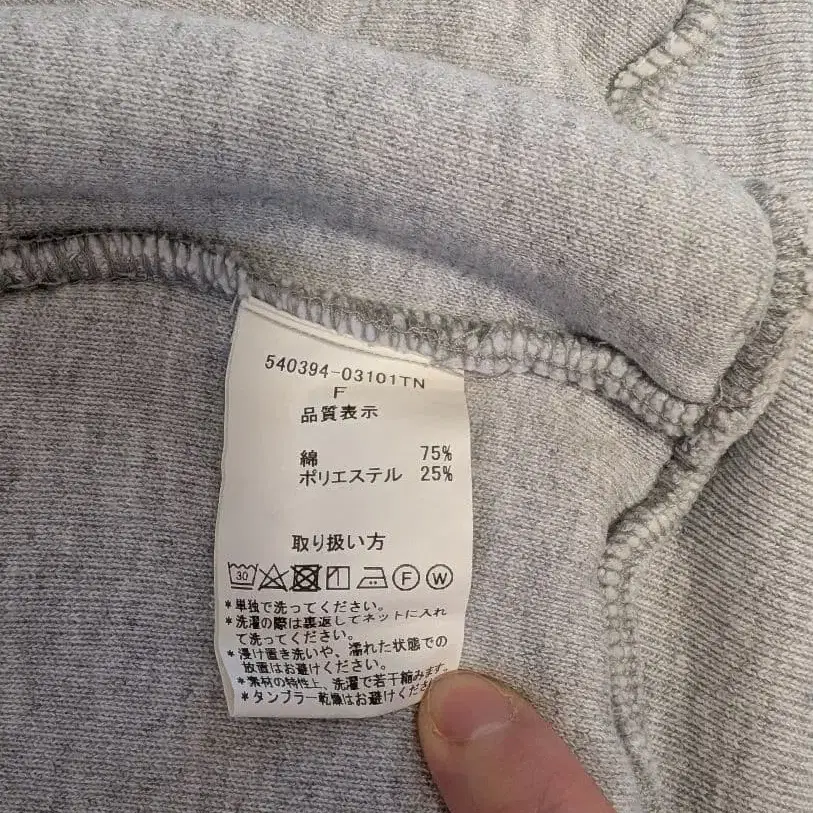 540394-03101TN
F
品質表示
綿 75%
ポリエステル 25%
取り扱い方
30 F W
*単独で洗ってください。
*洗濯の際は裏返してネットに入れ
て洗ってください。
*浸け置き洗いや、濡れた状態での
放置はお避けください。
*素材の特性上、洗濯で若干縮みます。
*タンブラー乾燥はお避けくださ